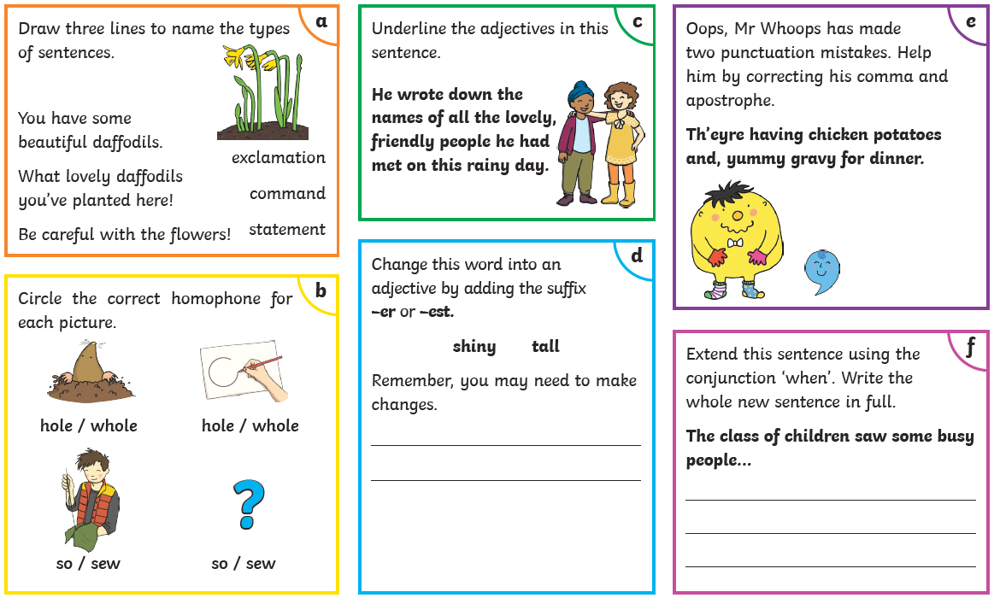 a
Draw three lines to name the types
of sentences.
You have some
beautiful daffodils.
What lovely daffodils
you've planted here!
Be careful with the flowers!
exclamation
command
statement
b
Circle the correct homophone for
each picture.
hole / whole
hole / whole
so / sew
?
so / sew
c
Underline the adjectives in this
sentence.
He wrote down the
names of all the lovely,
friendly people he had
met on this rainy day.
d
Change this word into an
adjective by adding the suffix
–er or –est.
shiny tall
Remember, you may need to make
changes.
e
Oops, Mr Whoops has made
two punctuation mistakes. Help
him by correcting his comma and
apostrophe.
Th'eyre having chicken potatoes
and, yummy gravy for dinner.
f
Extend this sentence using the
conjunction ‘when’. Write the
whole new sentence in full.
The class of children saw some busy
people...